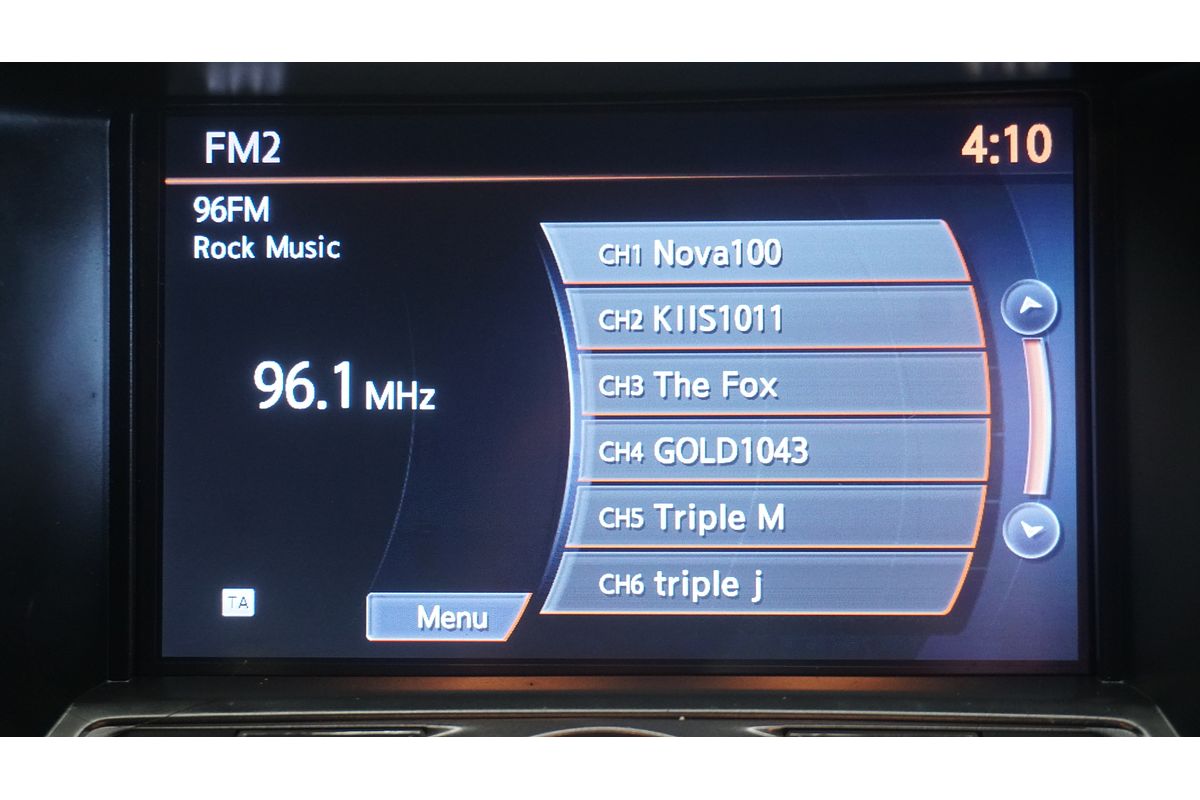 FM2
4:10
96FM
Rock Music
96.1 MHz
CH1 Nova100
CH2 KIIS1011
CH3 The Fox
CH4 GOLD1043
CH5 Triple M
CH6 triple j
TA
Menu